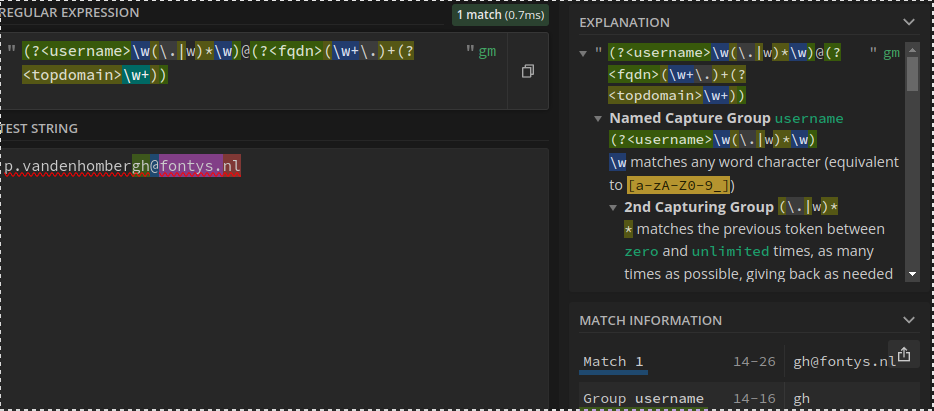 REGULAR EXPRESSION
1 match (0.7ms)
" (?<username>\w(\.|w)*\w)@(?<fqdn>(\w+\.)+(? " gm
<topdomain>\w+))
TEST STRING
p.vandenhombergh@fontys.nl
EXPLANATION
" (?<username>\w(\.|w)*\w)@(? " gm
<fqdn>(\w+\.)+(?
<topdomain>\w+))
Named Capture Group username
(?<username>\w(\.|w)*\w)
\w matches any word character (equivalent
to [a-zA-Z0-9_])
2nd Capturing Group (\.|w)*
* matches the previous token between
zero and unlimited times, as many
times as possible, giving back as needed
MATCH INFORMATION
Match 1 14-26 gh@fontys.nl
Group username 14-16 gh